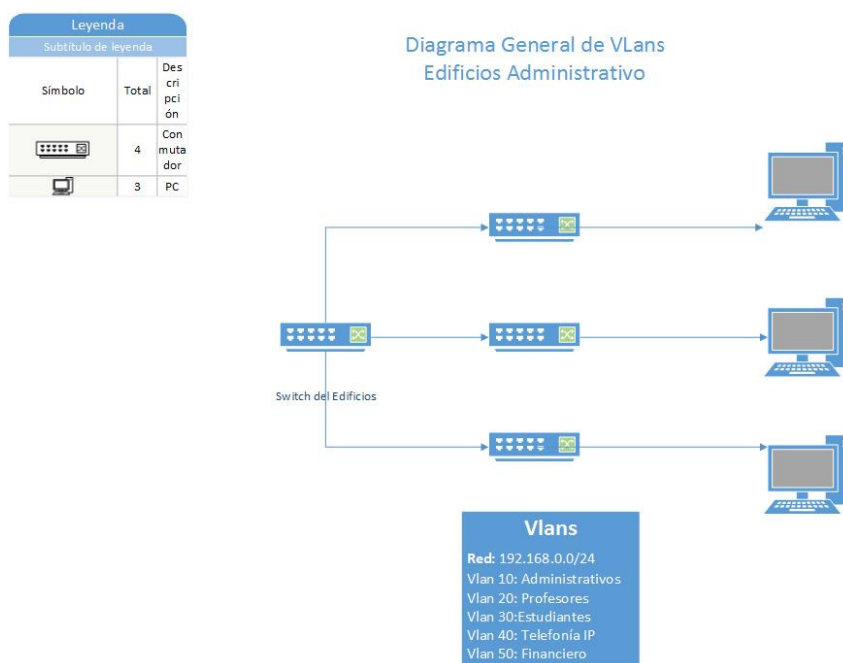 Leyenda
Subtítulo de leyenda
Símbolo
Total
Des
cri
pci
ón
4
Con
muta
dor
3
PC
Diagrama General de VLans
Edificios Administrativo
Switch del Edificios
Vlans
Red: 192.168.0.0/24
Vlan 10: Administrativos
Vlan 20: Profesores
Vlan 30:Estudiantes
Vlan 40: Telefonía IP
Vlan 50: Financiero